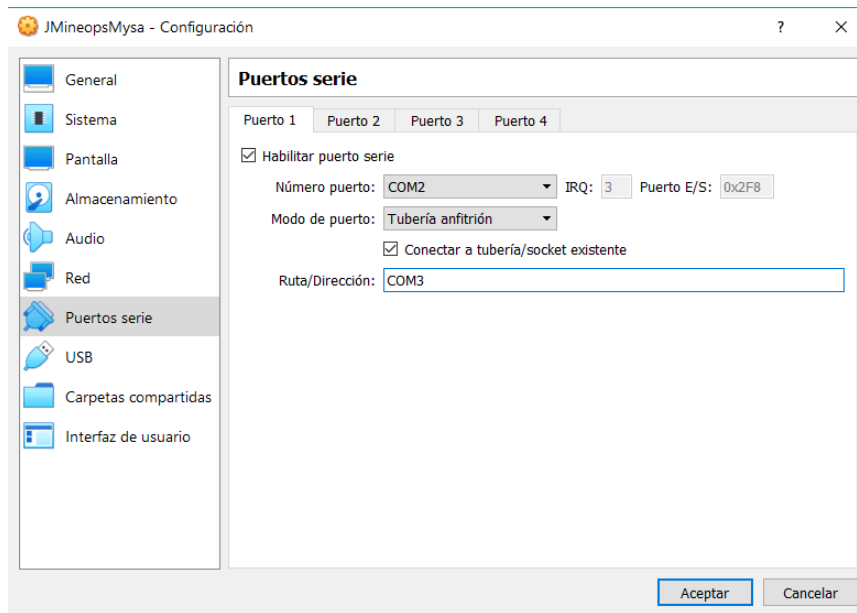 JMineopsMysa - Configuración ? ×
General
Sistema
Pantalla
Almacenamiento
Audio
Red
Puertos serie
USB
Carpetas compartidas
Interfaz de usuario
Puertos serie
Puerto 1 Puerto 2 Puerto 3 Puerto 4
Habilitar puerto serie
Número puerto: COM2 IRQ: 3 Puerto E/S: 0x2F8
Modo de puerto: Tubería anfitrión
Conectar a tubería/socket existente
Ruta/Dirección: COM3
Aceptar Cancelar